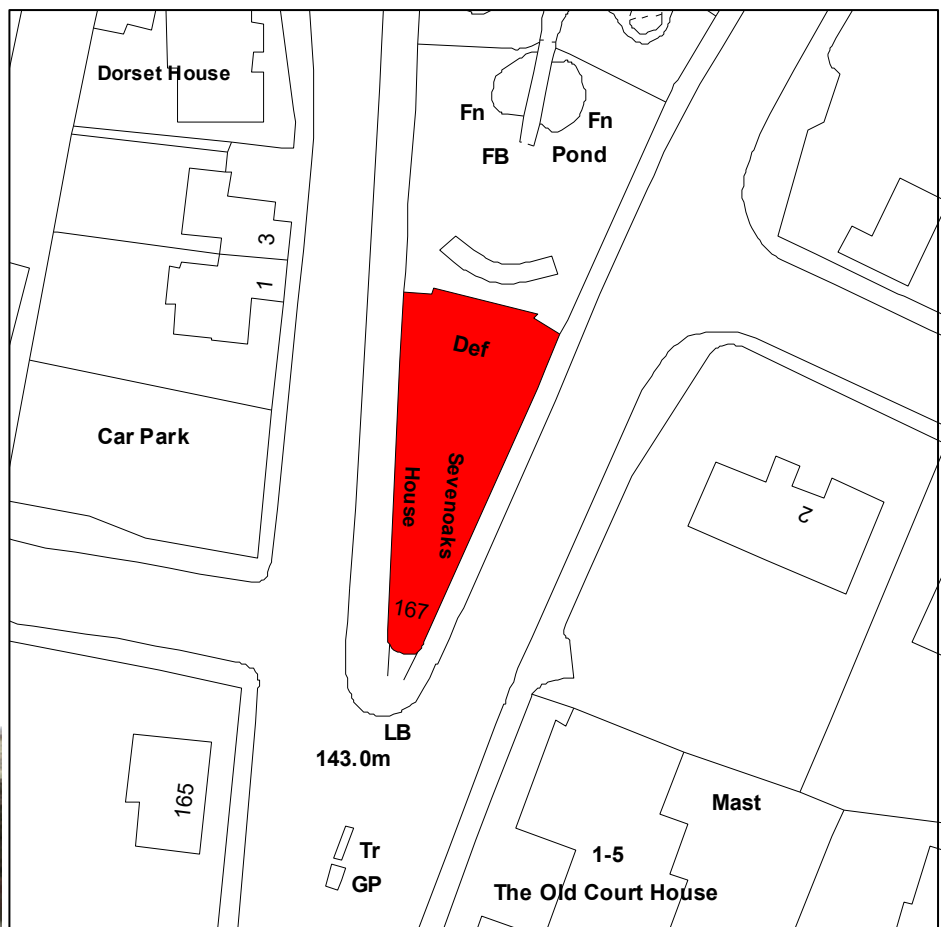 Dorset House
Fn
Fn
FB
Pond
3
1
Def
Car Park
House
Sevenoaks
2
167
LB
143.0m
165
Mast
Tr
1-5
GP
The Old Court House